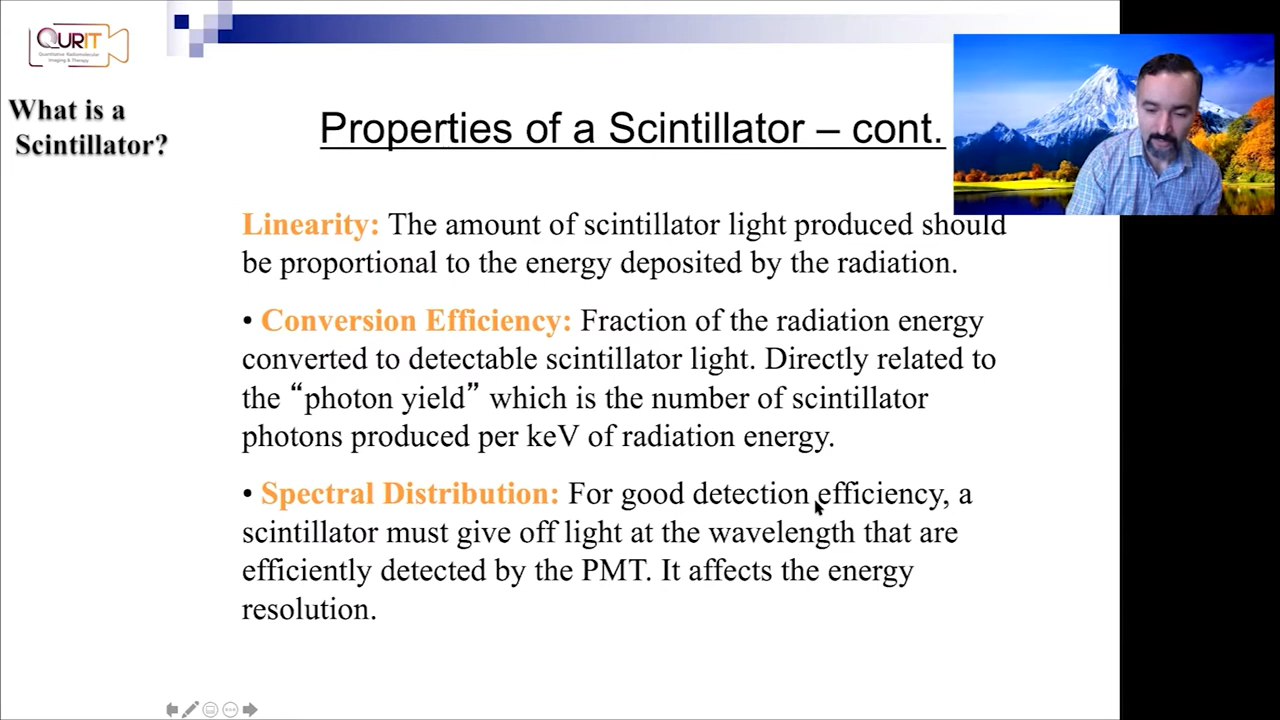 QURIT
Quantitative Radiomolecular
Imaging & Therapy
What is a
Scintillator?
Properties of a Scintillator – cont.
Linearity: The amount of scintillator light produced should
be proportional to the energy deposited by the radiation.
• Conversion Efficiency: Fraction of the radiation energy
converted to detectable scintillator light. Directly related to
the “photon yield” which is the number of scintillator
photons produced per keV of radiation energy.
• Spectral Distribution: For good detection efficiency, a
scintillator must give off light at the wavelength that are
efficiently detected by the PMT. It affects the energy
resolution.